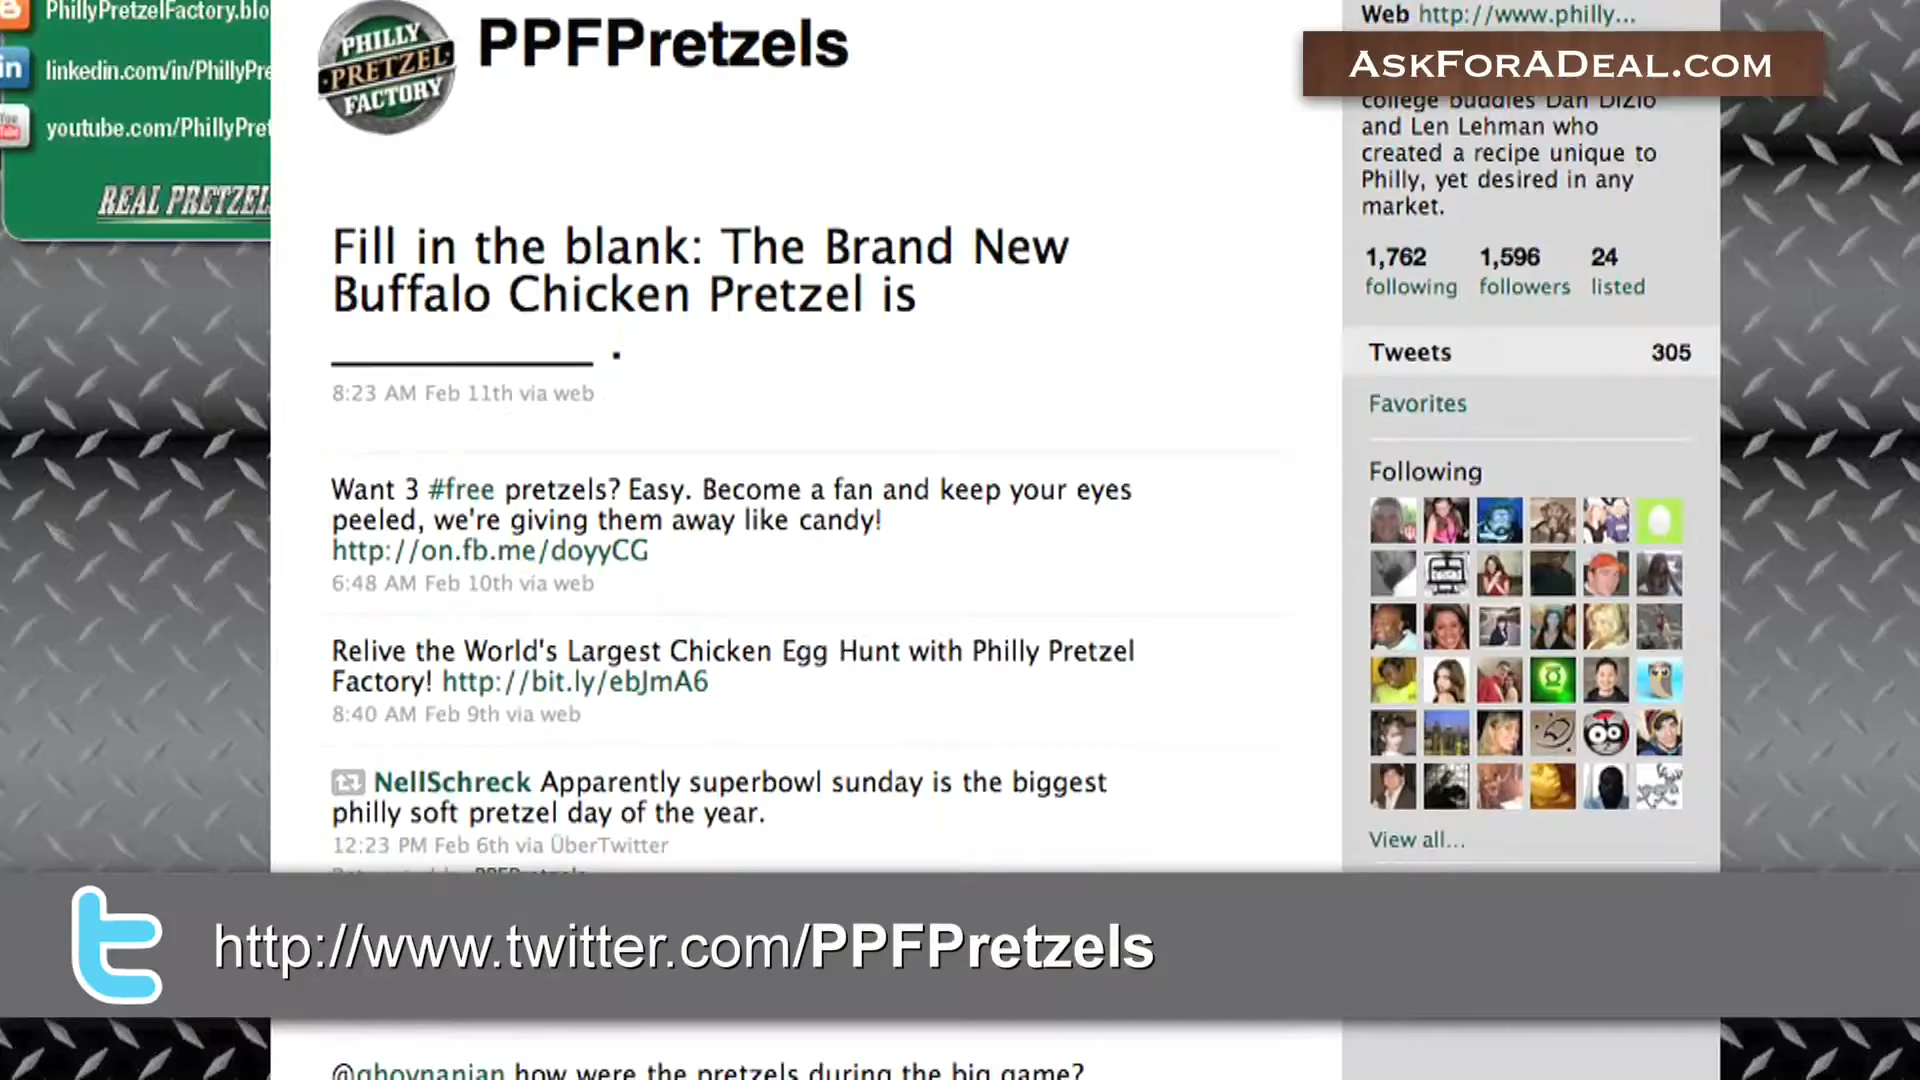 PhillyPretzelFactory.blo
linkedin.com/in/PhillyPre
You
youtube.com/PhillyPret
REAL PRETZEL
PHILLY
PRETZEL
FACTORY
PPFPretzels
Fill in the blank: The Brand New
Buffalo Chicken Pretzel is
____________ .
8:23 AM Feb 11th via web
Want 3 #free pretzels? Easy. Become a fan and keep your eyes
peeled, we're giving them away like candy!
http://on.fb.me/doyyCG
6:48 AM Feb 10th via web
Relive the World's Largest Chicken Egg Hunt with Philly Pretzel
Factory! http://bit.ly/ebJmA6
8:40 AM Feb 9th via web
NellSchreck Apparently superbowl sunday is the biggest
philly soft pretzel day of the year.
12:23 PM Feb 6th via ÜberTwitter
@ghovnanian how were the pretzels during the big game?
Web http://www.philly...
ASKFORADEAL.COM
college buddies Dan DiZio
and Len Lehman who
created a recipe unique to
Philly, yet desired in any
market.
1,762 1,596 24
following followers listed
Tweets 305
Favorites
Following
View all...
http://www.twitter.com/PPFPretzels